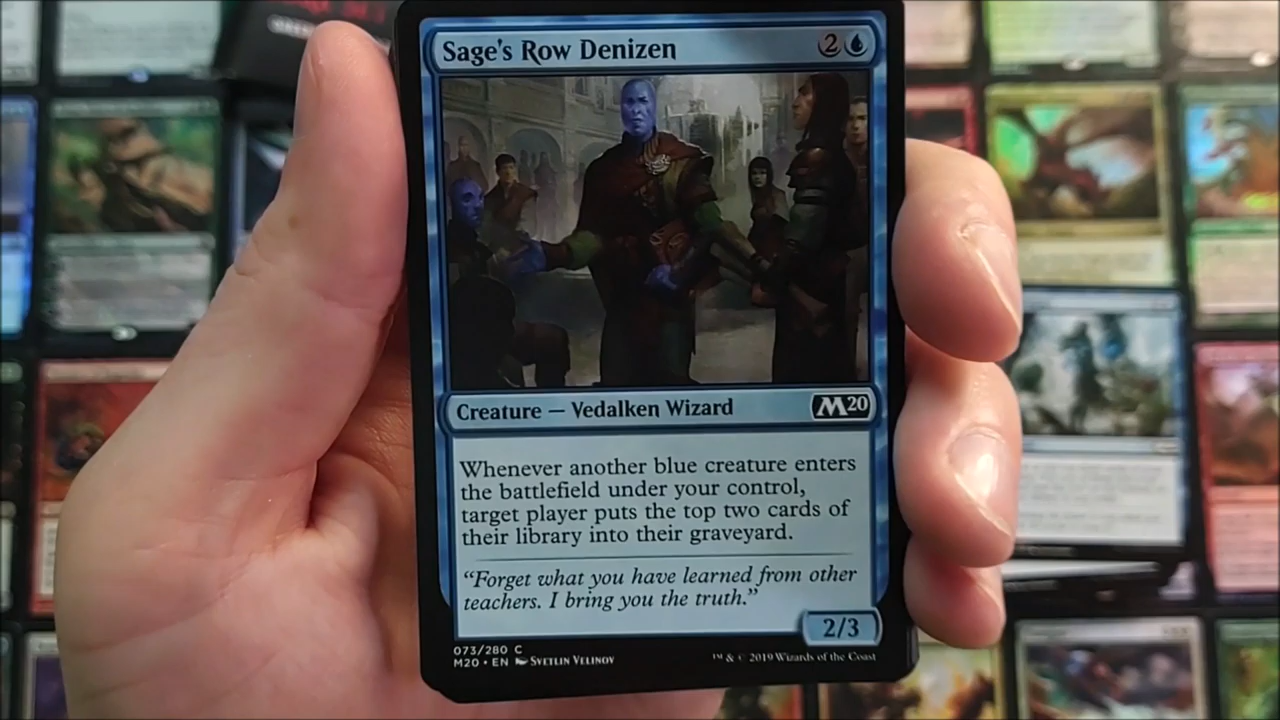 Sage's Row Denizen 2
Creature — Vedalken Wizard M20
Whenever another blue creature enters
the battlefield under your control,
target player puts the top two cards of
their library into their graveyard.
“Forget what you have learned from other
teachers. I bring you the truth.”
2/3
073/280 C
M20 • EN Svetlin Velinov ™ & © 2019 Wizards of the Coast